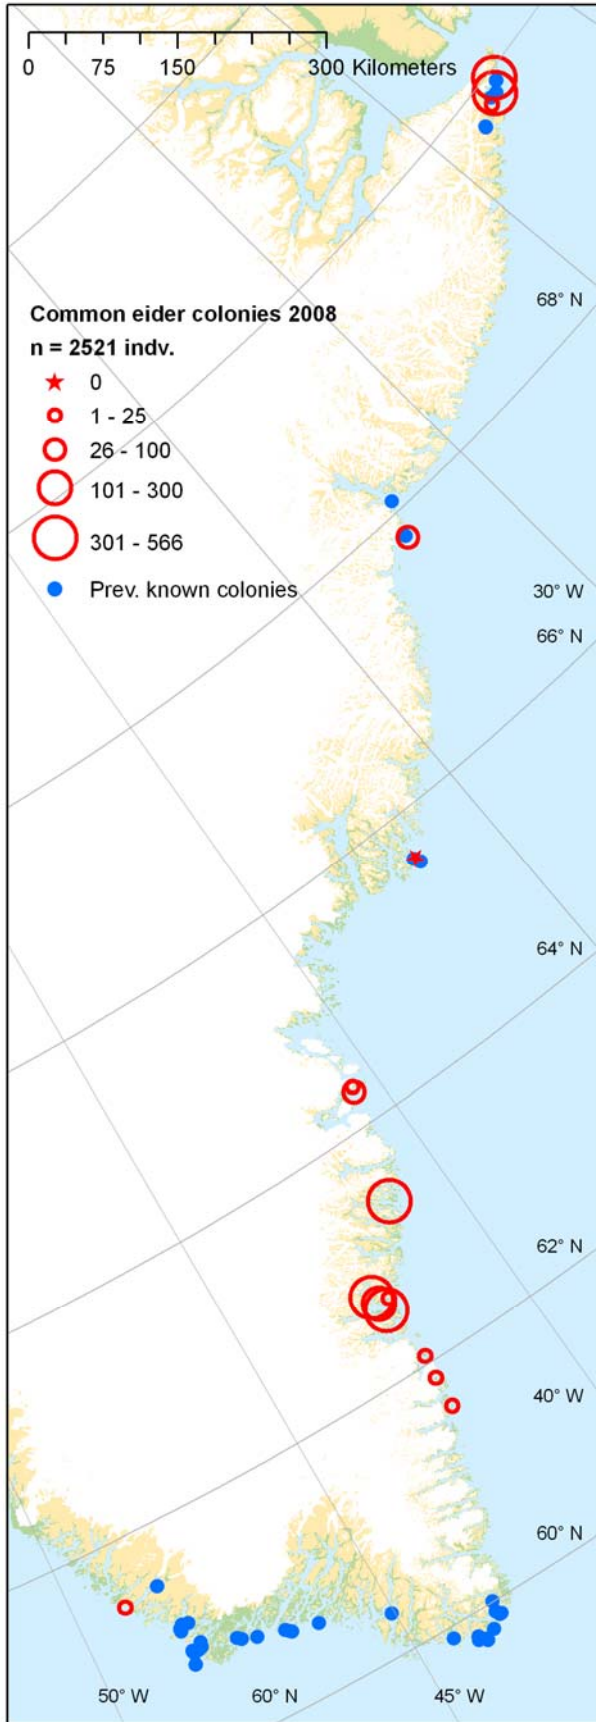 0 75 150 300 Kilometers
68° N
Common eider colonies 2008
n = 2521 indv.
0
1 - 25
26 - 100
101 - 300
301 - 566
Prev. known colonies
30° W
66° N
64° N
62° N
40° W
60° N
50° W 60° N 45° W